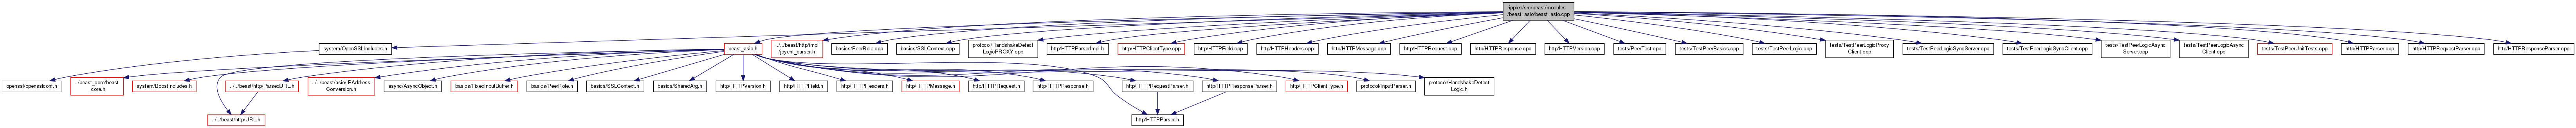 rippled/src/beast/modules
/beast_asio/beast_asio.cpp
system/OpenSSLIncludes.h
beast_asio.h
../../beast/http/impl
/joyent_parser.h
basics/PeerRole.cpp
basics/SSLContext.cpp
protocol/HandshakeDetect
LogicPROXY.cpp
http/HTTPParserImpl.h
http/HTTPClientType.cpp
http/HTTPField.cpp
http/HTTPHeaders.cpp
http/HTTPMessage.cpp
http/HTTPRequest.cpp
http/HTTPResponse.cpp
http/HTTPVersion.cpp
tests/PeerTest.cpp
tests/TestPeerBasics.cpp
tests/TestPeerLogic.cpp
tests/TestPeerLogicProxy
Client.cpp
tests/TestPeerLogicSyncServer.cpp
tests/TestPeerLogicSyncClient.cpp
tests/TestPeerLogicAsync
Server.cpp
tests/TestPeerLogicAsync
Client.cpp
tests/TestPeerUnitTests.cpp
http/HTTPParser.cpp
http/HTTPRequestParser.cpp
http/HTTPResponseParser.cpp
openssl/opensslconf.h
../beast_core/beast
_core.h
system/BoostIncludes.h
../../beast/http/ParsedURL.h
../../beast/asio/IPAddress
Conversion.h
async/AsyncObject.h
basics/FixedInputBuffer.h
basics/PeerRole.h
basics/SSLContext.h
basics/SharedArg.h
http/HTTPVersion.h
http/HTTPField.h
http/HTTPHeaders.h
http/HTTPMessage.h
http/HTTPRequest.h
http/HTTPResponse.h
http/HTTPRequestParser.h
http/HTTPResponseParser.h
http/HTTPClientType.h
protocol/InputParser.h
protocol/HandshakeDetect
Logic.h
../../beast/http/URL.h
http/HTTPParser.h